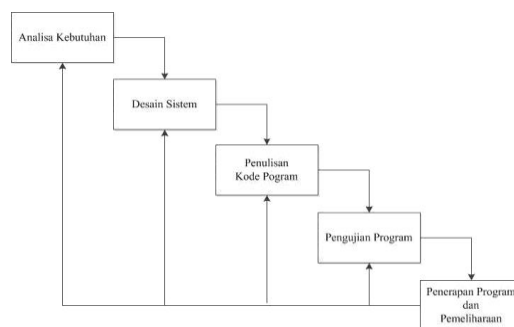 Analisa Kebutuhan
Desain Sistem
Penulisan
Kode Pogram
Pengujian Program
Penerapan Program
dan
Pemeliharaan